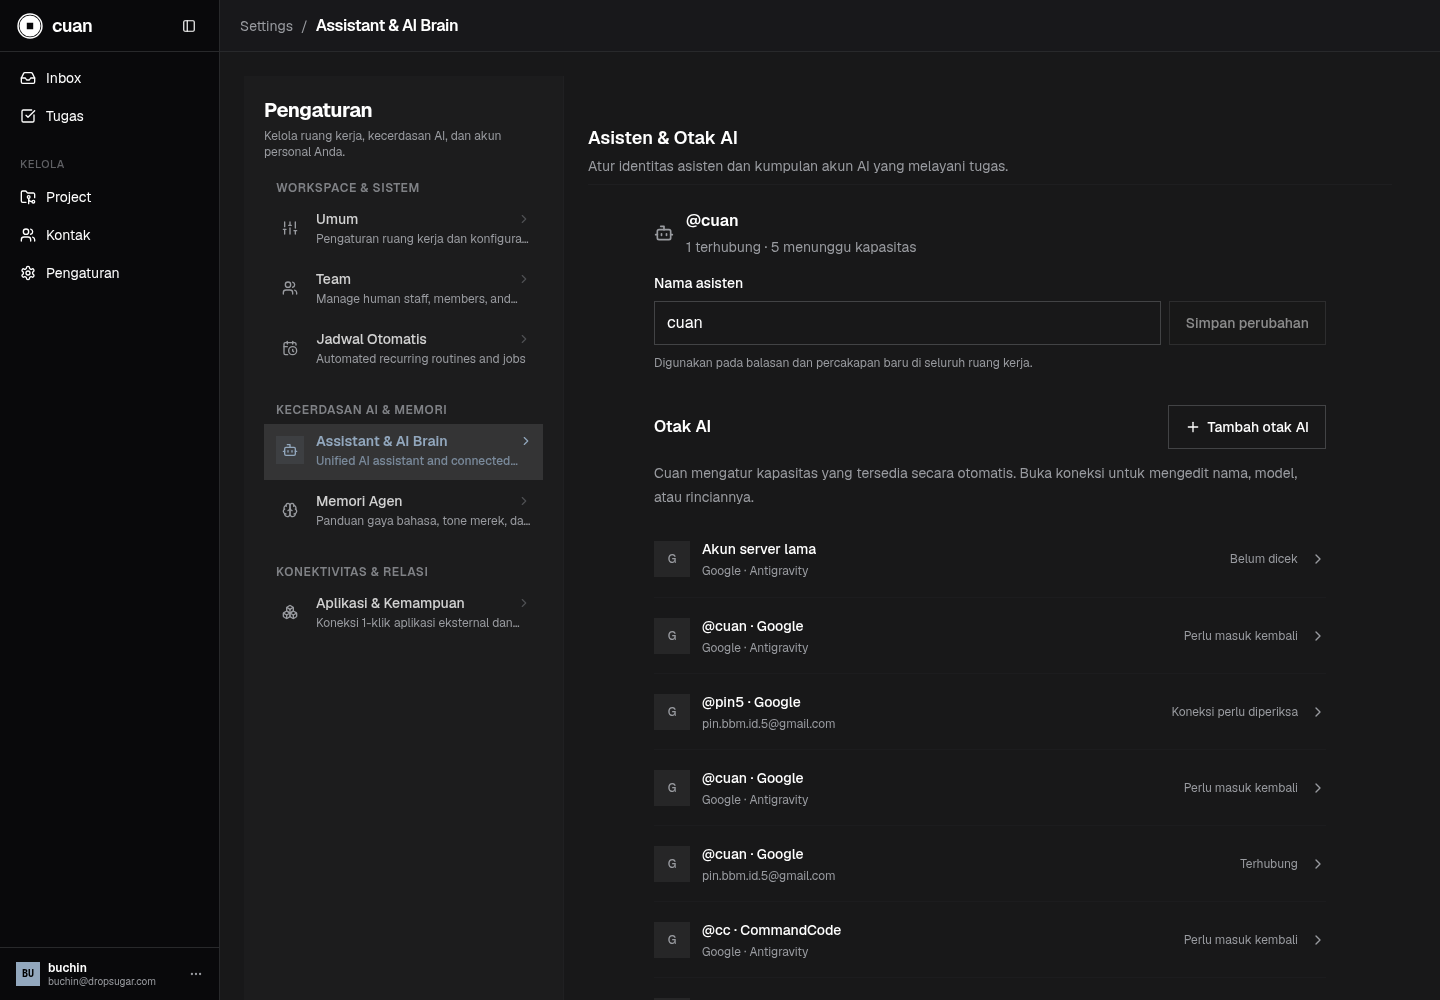 cuan
Inbox
Tugas
KELOLA
Project
Kontak
Pengaturan
BU
buchin
buchin@dropsugar.com
Settings / Assistant & AI Brain
Pengaturan
Kelola ruang kerja, kecerdasan AI, dan akun
personal Anda.
WORKSPACE & SISTEM
Umum
Pengaturan ruang kerja dan konfigura...
Team
Manage human staff, members, and...
Jadwal Otomatis
Automated recurring routines and jobs
KECERDASAN AI & MEMORI
Assistant & AI Brain
Unified AI assistant and connected...
Memori Agen
Panduan gaya bahasa, tone merek, da...
KONEKTIVITAS & RELASI
Aplikasi & Kemampuan
Koneksi 1-klik aplikasi eksternal dan...
Asisten & Otak AI
Atur identitas asisten dan kumpulan akun AI yang melayani tugas.
@cuan
1 terhubung · 5 menunggu kapasitas
Nama asisten
cuan
Simpan perubahan
Digunakan pada balasan dan percakapan baru di seluruh ruang kerja.
Otak AI
Tambah otak AI
Cuan mengatur kapasitas yang tersedia secara otomatis. Buka koneksi untuk mengedit nama, model,
atau rinciannya.
G
Akun server lama
Google · Antigravity
Belum dicek
G
@cuan · Google
Google · Antigravity
Perlu masuk kembali
G
@pin5 · Google
pin.bbm.id.5@gmail.com
Koneksi perlu diperiksa
G
@cuan · Google
Google · Antigravity
Perlu masuk kembali
G
@cuan · Google
pin.bbm.id.5@gmail.com
Terhubung
G
@cc · CommandCode
Google · Antigravity
Perlu masuk kembali